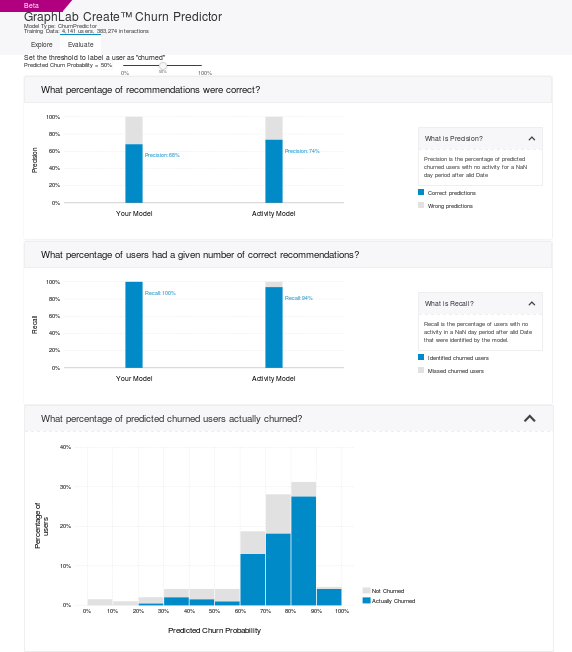 Beta
GraphLab Create™ Churn Predictor
Model Type: ChurnPredictor
Training Data: 4,141 users, 383,274 interactions
Explore Evaluate
Set the threshold to label a user as "churned"
Predicted Churn Probability = 50%
0% 50% 100%
What percentage of recommendations were correct?
100%
80%
60%
40%
20%
0%
Precision
Precision:68%
Precision:74%
Your Model
Activity Model
What is Precision?
Precision is the percentage of predicted
churned users with no activity for a NaN
day period after alid Date
Correct predictions
Wrong predictions
What percentage of users had a given number of correct recommendations?
100%
80%
60%
40%
20%
0%
Recall
Recall:100%
Recall:94%
Your Model
Activity Model
What is Recall?
Recall is the percentage of users with no
activity in a NaN day period after alid Date
that were identified by the model.
Identified churned users
Missed churned users
What percentage of predicted churned users actually churned?
40%
30%
20%
10%
0%
Percentage of
users
0% 10% 20% 30% 40% 50% 60% 70% 80% 90% 100%
Predicted Churn Probability
Not Churned
Actually Churned